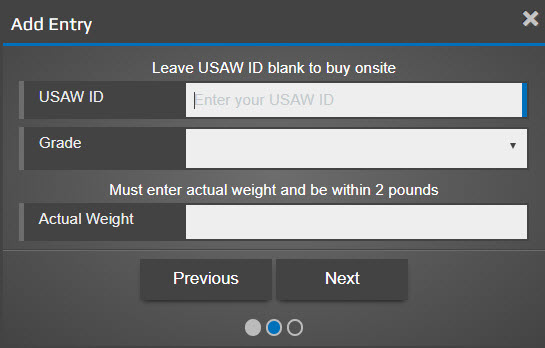 Add Entry
Leave USAW ID blank to buy onsite
USAW ID
Enter your USAW ID
Grade
Must enter actual weight and be within 2 pounds
Actual Weight
Previous
Next